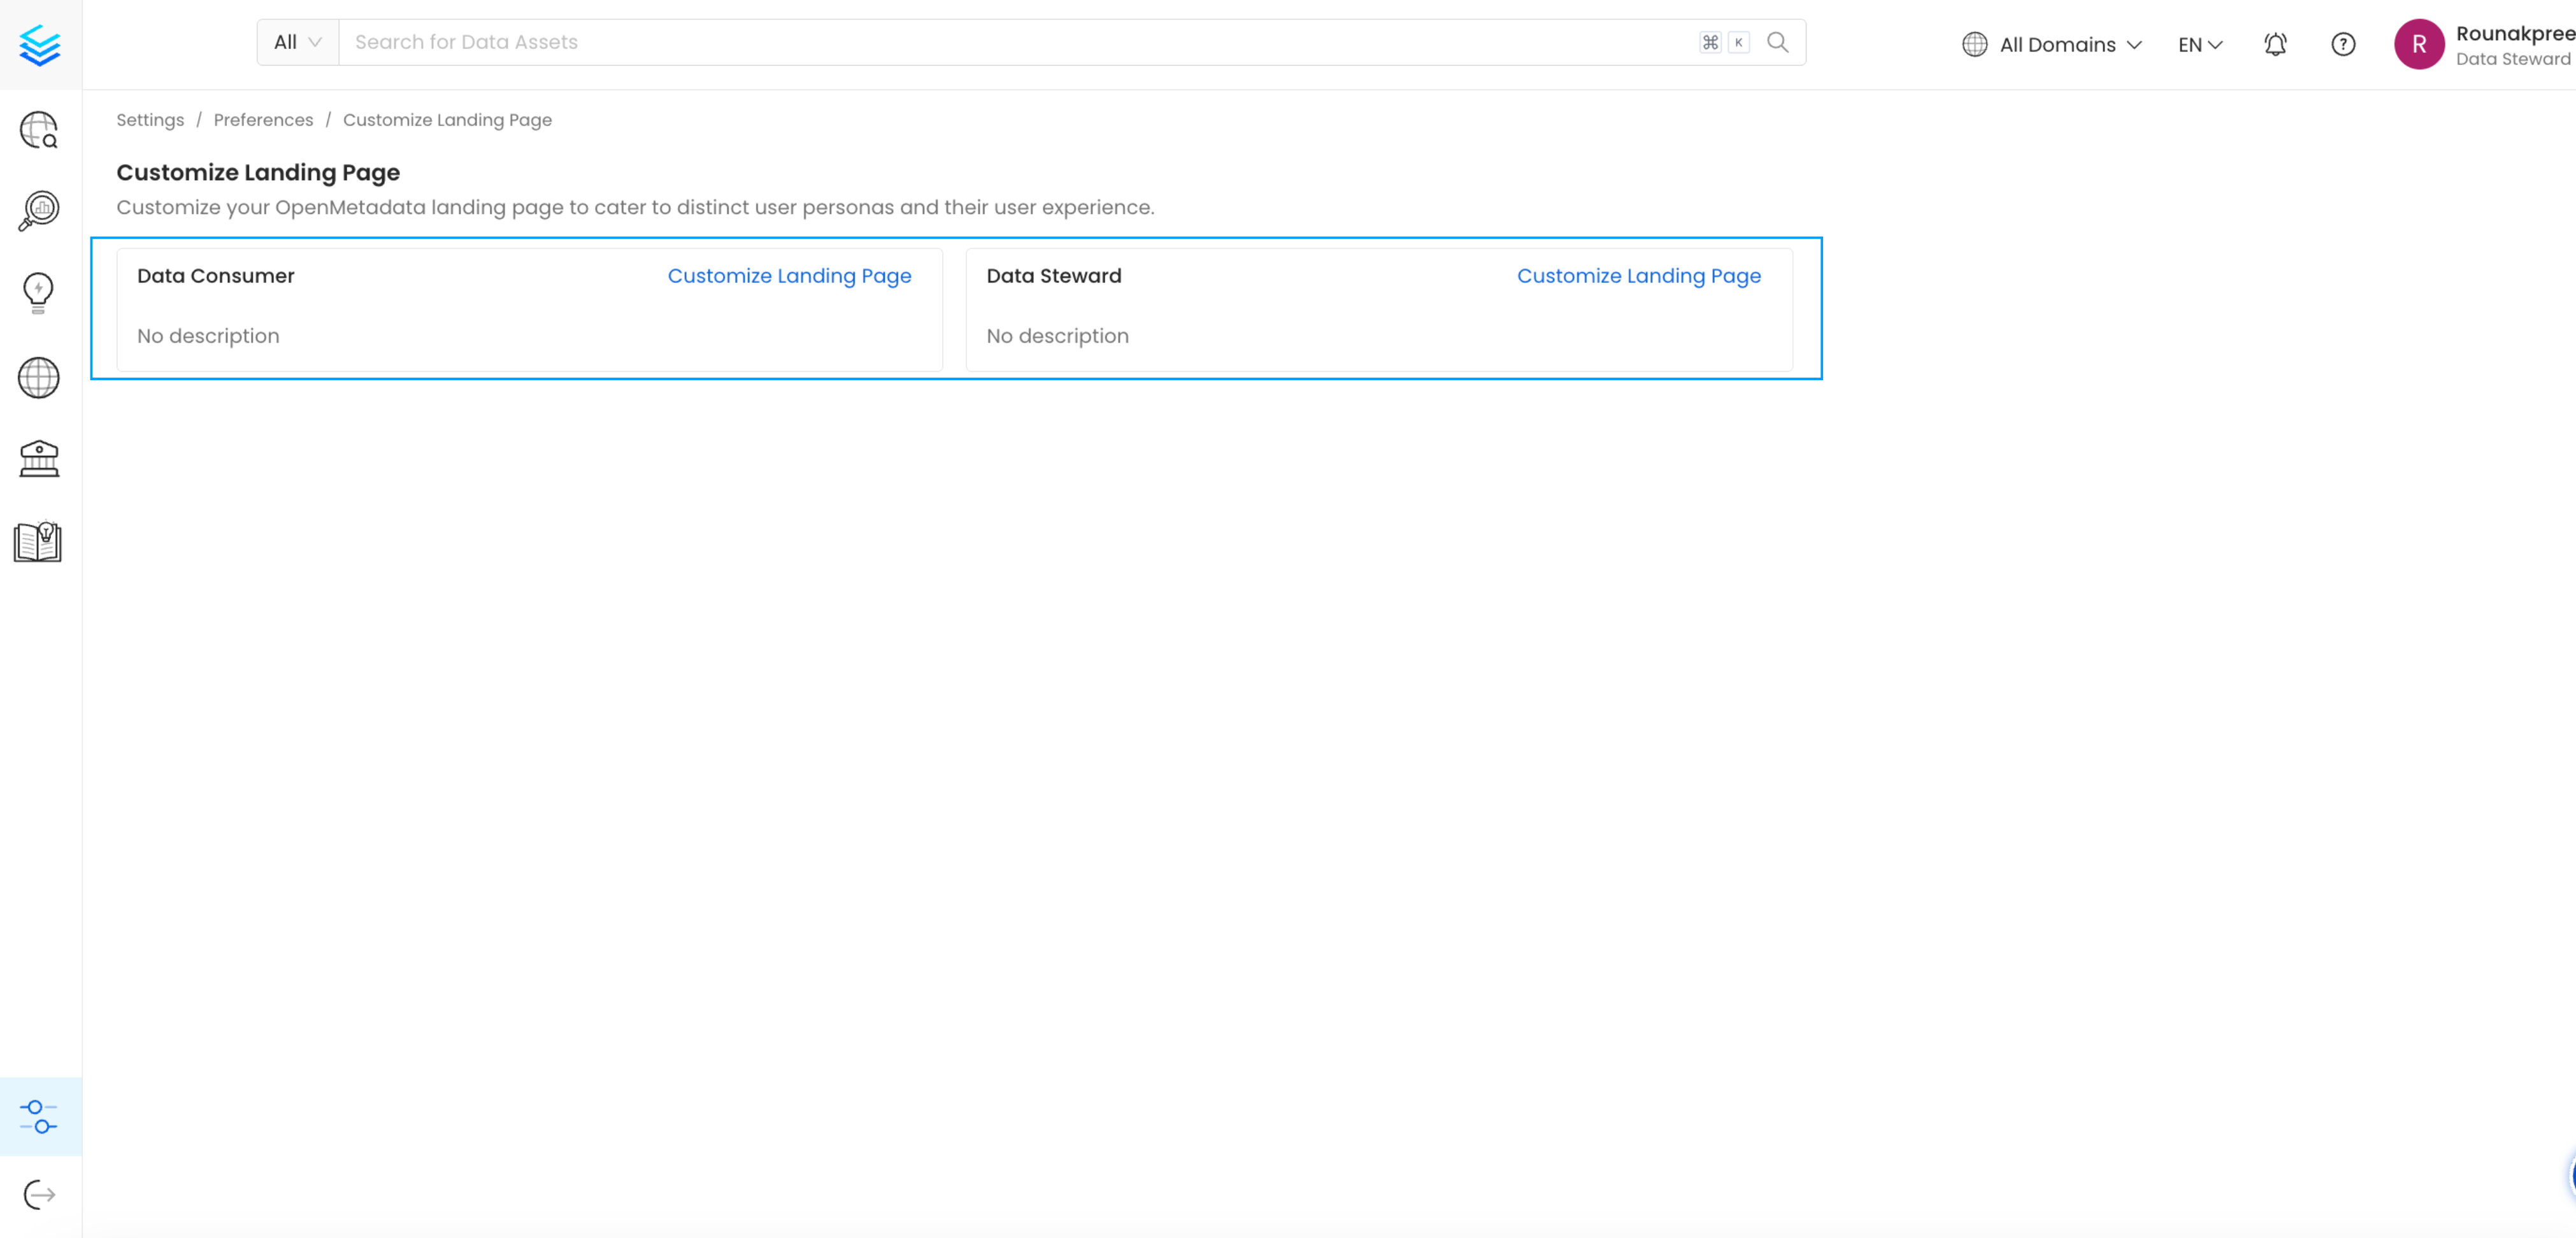 All
Search for Data Assets
⌘ K
All Domains
EN
?
R
Rounakpree
Data Steward
Settings / Preferences / Customize Landing Page
Customize Landing Page
Customize your OpenMetadata landing page to cater to distinct user personas and their user experience.
Data Consumer
Customize Landing Page
No description
Data Steward
Customize Landing Page
No description